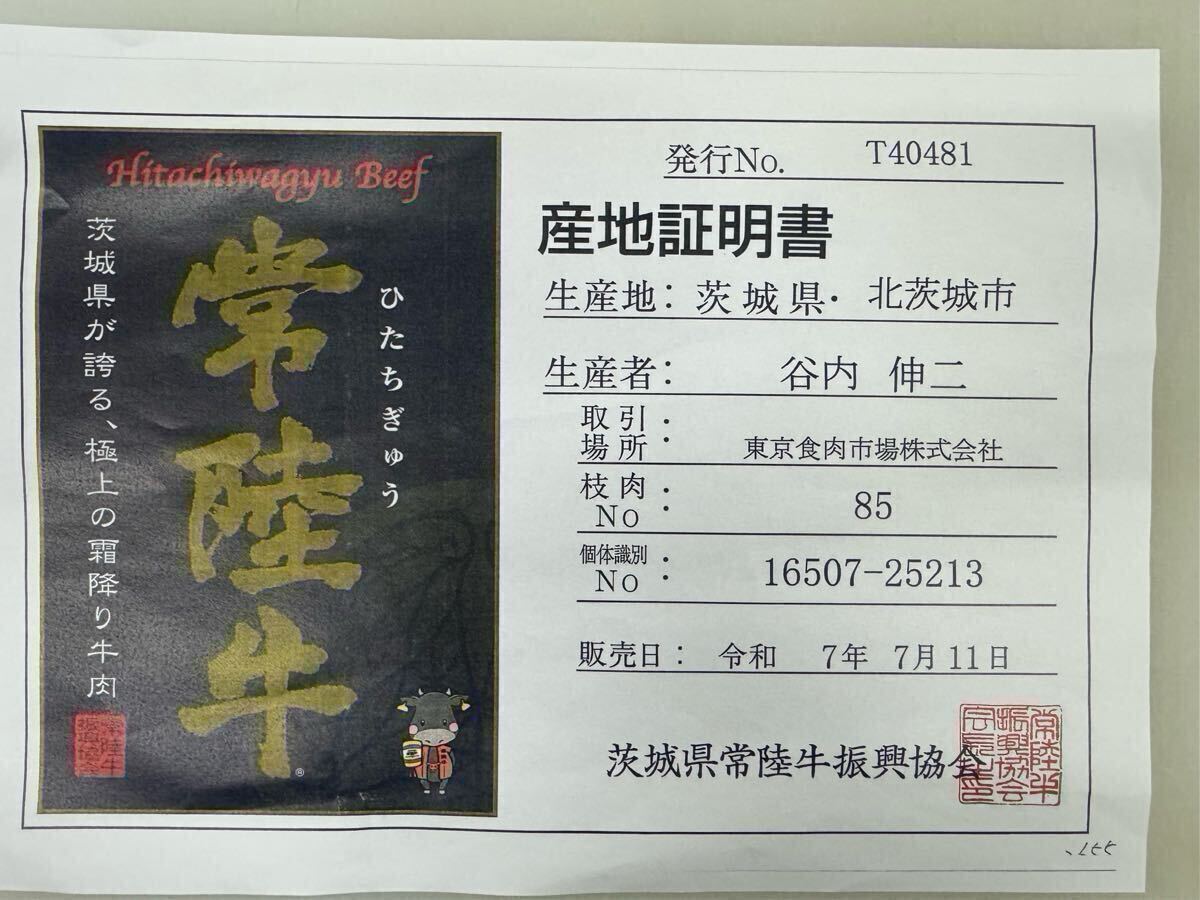 Hitachiwagyu Beef
常陸牛
ひたちぎゅう
茨城県が誇る、極上の霜降り牛肉
®
発行No. T40481
産地証明書
生産地：茨城県・北茨城市
生産者：谷内 伸二
取引場所：東京食肉市場株式会社
枝肉No：85
個体識別No：16507-25213
販売日：令和 7年 7月11日
茨城県常陸牛振興協会